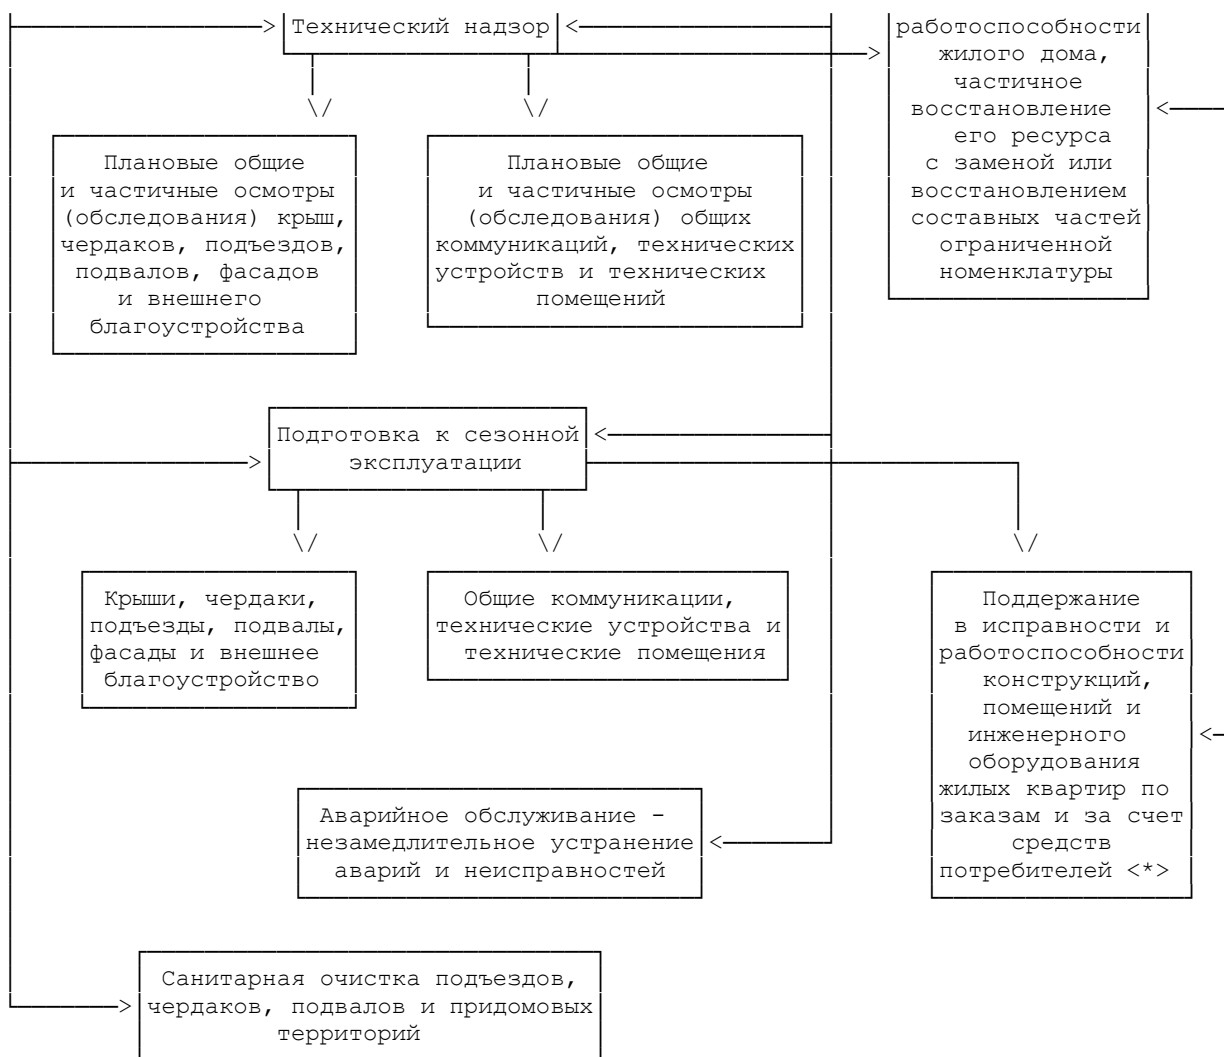 Технический надзор
работоспособности
жилого дома,
частичное
восстановление
его ресурса
с заменой или
восстановлением
составных частей
ограниченной
номенклатуры
Плановые общие
и частичные осмотры
(обследования) крыш,
чердаков, подъездов,
подвалов, фасадов
и внешнего
благоустройства
Плановые общие
и частичные осмотры
(обследования) общих
коммуникаций, технических
устройств и технических
помещений
Подготовка к сезонной
эксплуатации
Крыши, чердаки,
подъезды, подвалы,
фасады и внешнее
благоустройство
Общие коммуникации,
технические устройства и
технические помещения
Поддержание
в исправности и
работоспособности
конструкций,
помещений и
инженерного
оборудования
жилых квартир по
заказам и за счет
средств
потребителей <*>
Аварийное обслуживание -
незамедлительное устранение
аварий и неисправностей
Санитарная очистка подъездов,
чердаков, подвалов и придомовых
территорий